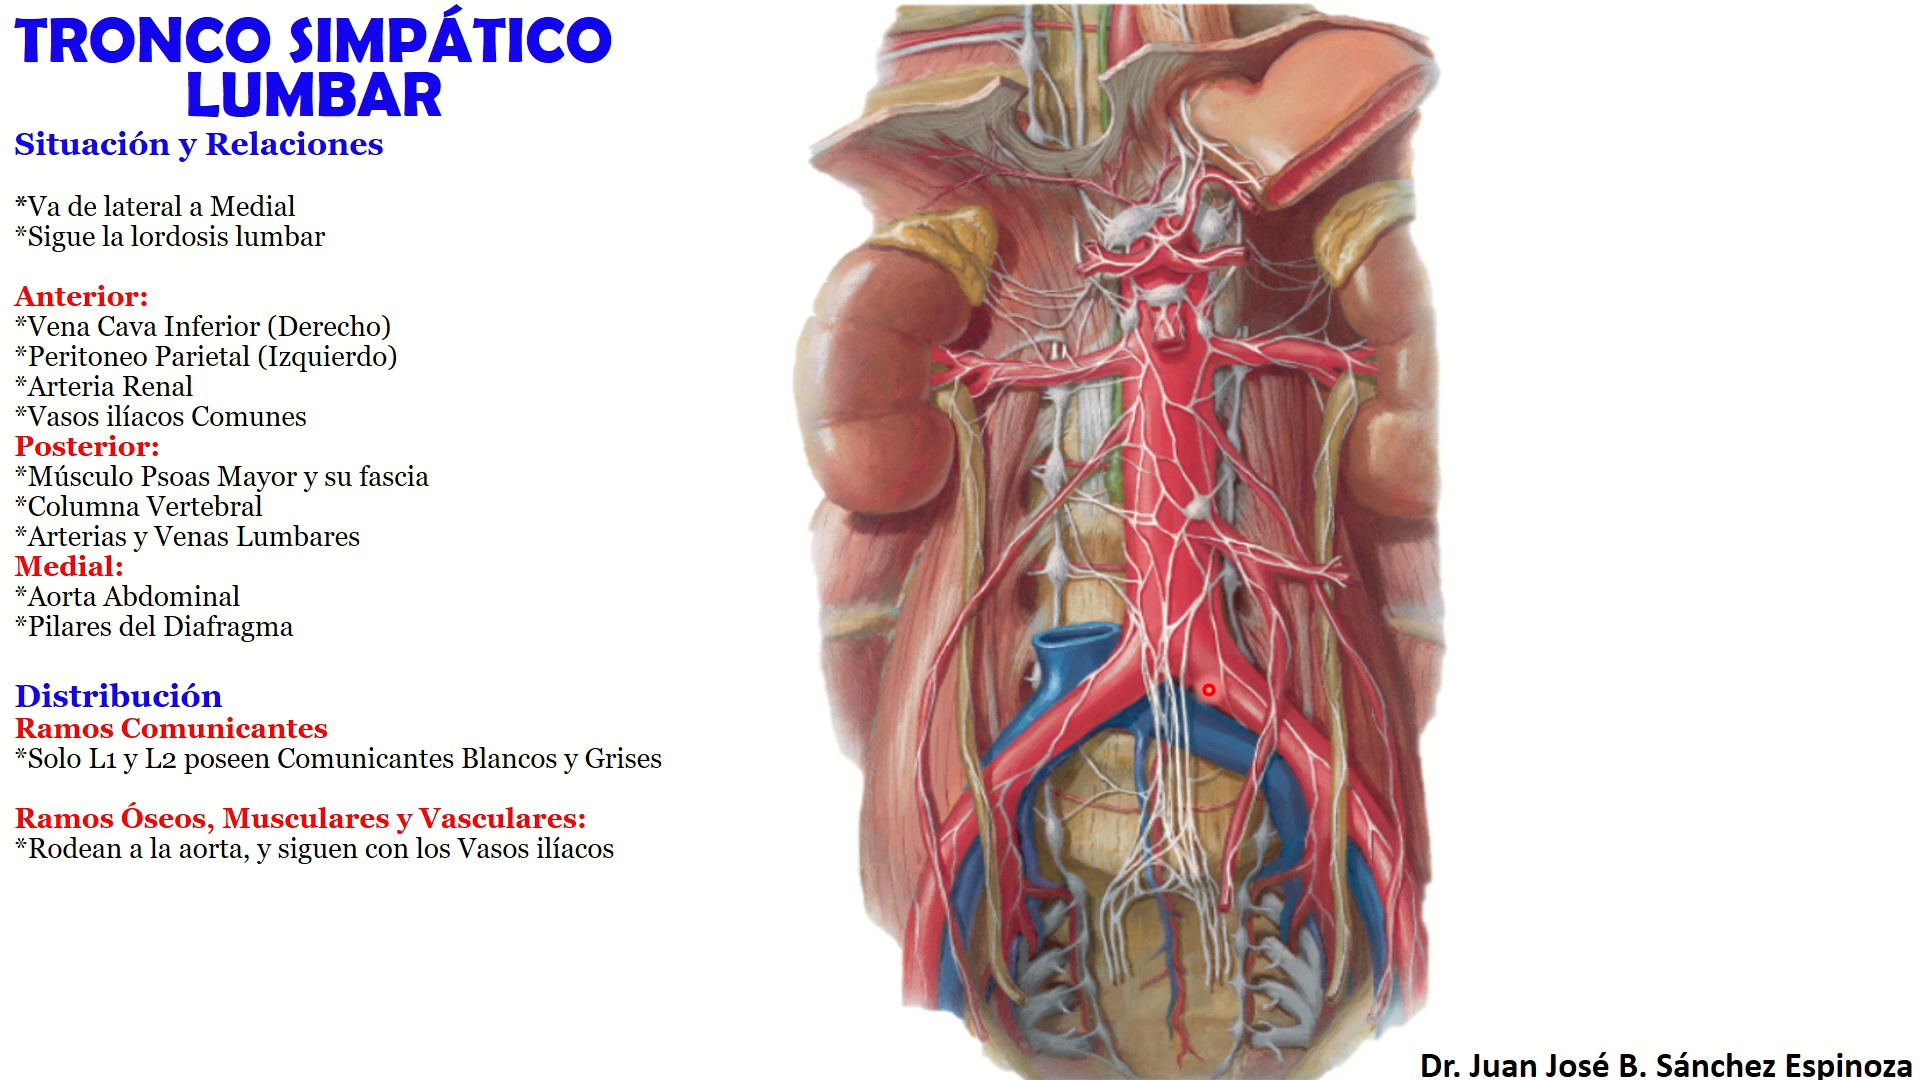 TRONCO SIMPÁTICO
LUMBAR
Situación y Relaciones
*Va de lateral a Medial
*Sigue la lordosis lumbar
Anterior:
*Vena Cava Inferior (Derecho)
*Peritoneo Parietal (Izquierdo)
*Arteria Renal
*Vasos ilíacos Comunes
Posterior:
*Músculo Psoas Mayor y su fascia
*Columna Vertebral
*Arterias y Venas Lumbares
Medial:
*Aorta Abdominal
*Pilares del Diafragma
Distribución
Ramos Comunicantes
*Solo L1 y L2 poseen Comunicantes Blancos y Grises
Ramos Óseos, Musculares y Vasculares:
*Rodean a la aorta, y siguen con los Vasos ilíacos
Dr. Juan José B. Sánchez Espinoza